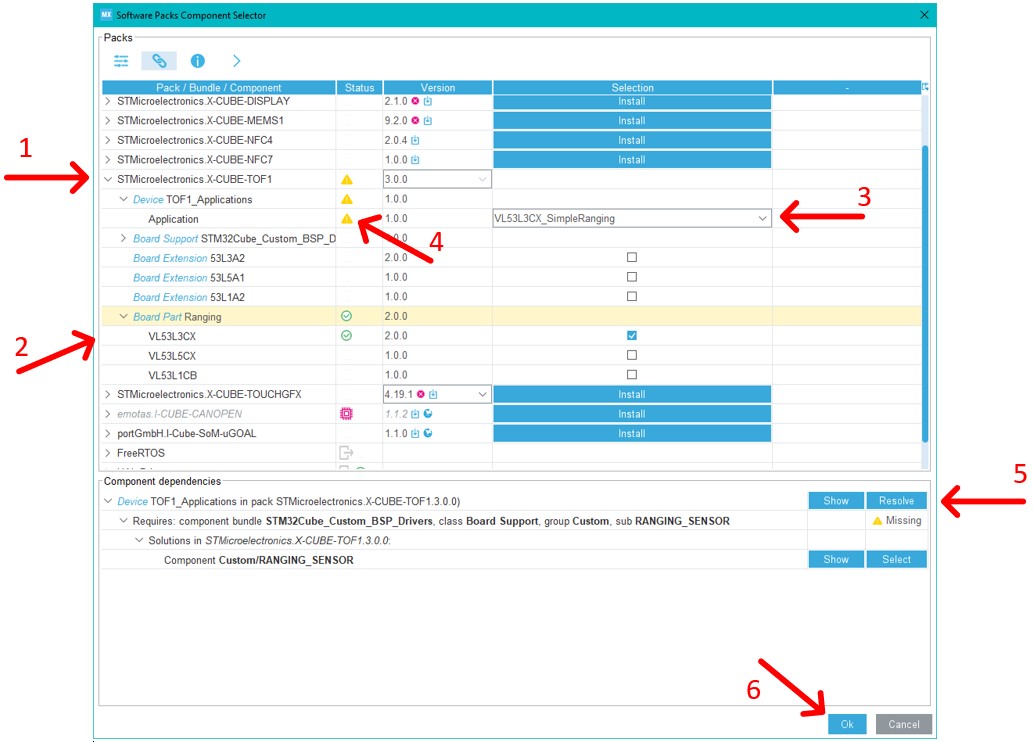 MX Software Packs Component Selector
Packs
Pack / Bundle / Component Status Version Selection -
STMicroelectronics.X-CUBE-DISPLAY 2.1.0 Install
STMicroelectronics.X-CUBE-MEMS1 9.2.0 Install
STMicroelectronics.X-CUBE-NFC4 2.0.4 Install
STMicroelectronics.X-CUBE-NFC7 1.0.0 Install
1
STMicroelectronics.X-CUBE-TOF1 3.0.0
Device TOF1_Applications 1.0.0
3
Application 1.0.0 VL53L3CX_SimpleRanging
4
Board Support STM32Cube_Custom_BSP_D
Board Extension 53L3A2 2.0.0
Board Extension 53L5A1 1.0.0
Board Extension 53L1A2 1.0.0
Board Part Ranging 2.0.0
2
VL53L3CX 2.0.0
VL53L5CX 1.0.0
VL53L1CB 1.0.0
STMicroelectronics.X-CUBE-TOUCHGFX 4.19.1 Install
emotas.I-CUBE-CANOPEN 1.1.2 Install
portGmbH.I-Cube-SoM-uGOAL 1.1.0 Install
FreeRTOS
Component dependencies
5
Device TOF1_Applications in pack STMicroelectronics.X-CUBE-TOF1.3.0.0) Show Resolve
Requires: component bundle STM32Cube_Custom_BSP_Drivers, class Board Support, group Custom, sub RANGING_SENSOR Missing
Solutions in STMicroelectronics.X-CUBE-TOF1.3.0.0:
Component Custom/RANGING_SENSOR Show Select
6
Ok Cancel